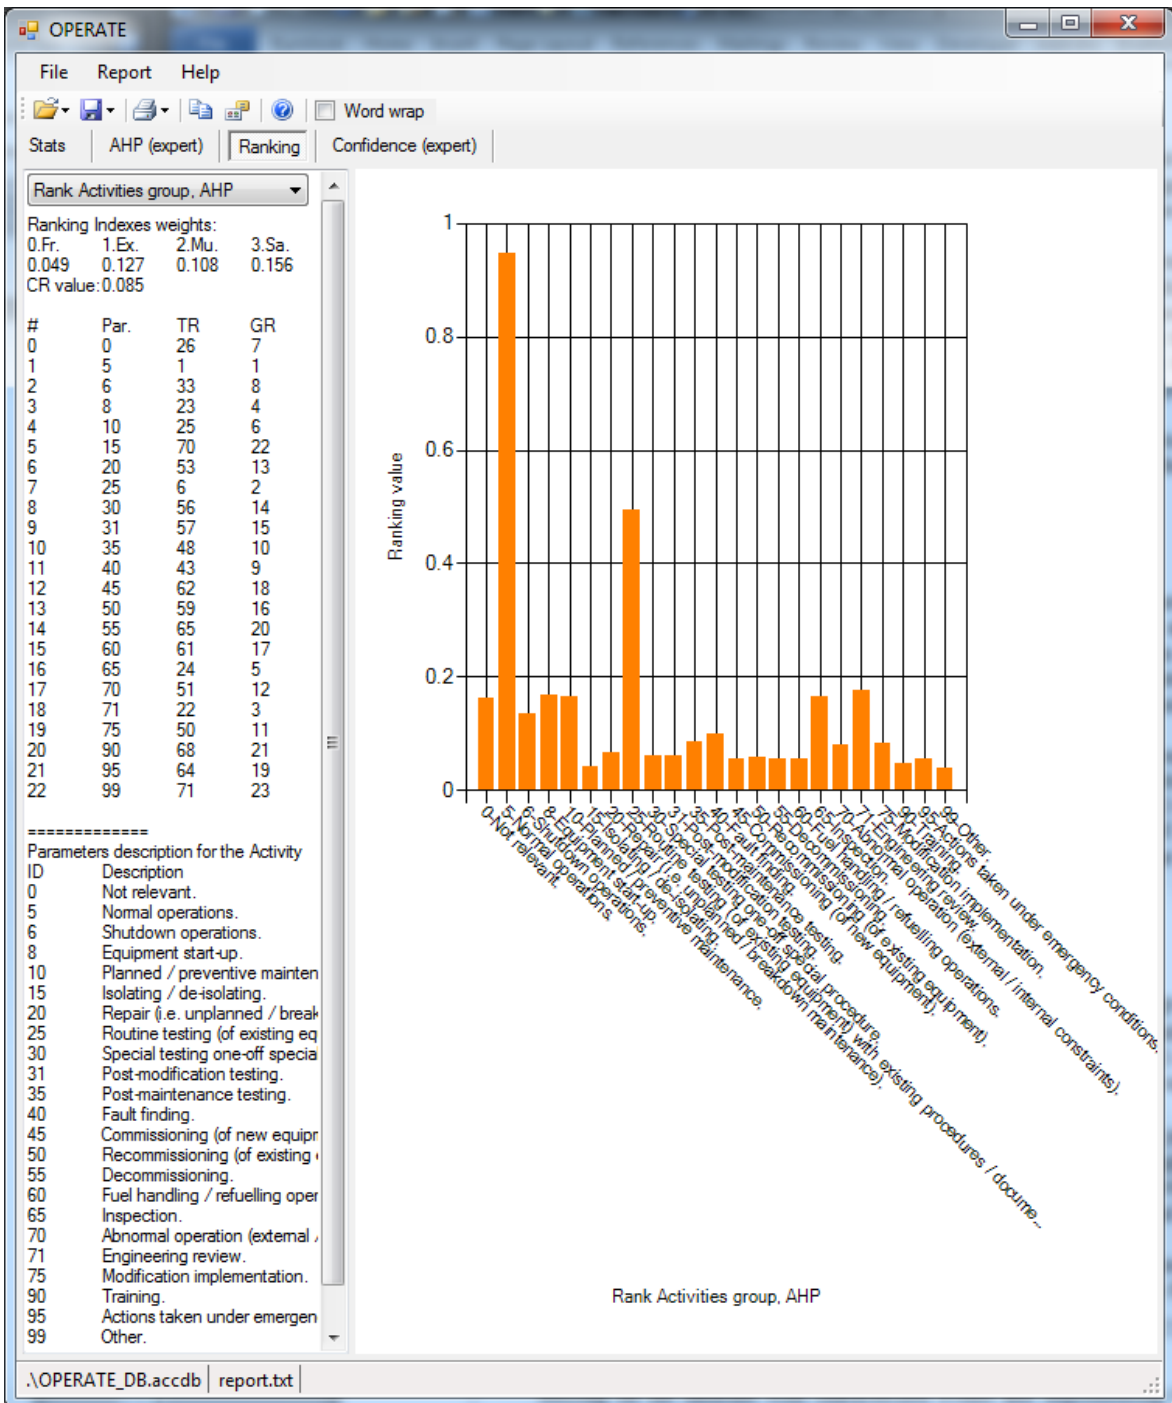 OPERATE
File Report Help
Word wrap
Stats AHP (expert) Ranking Confidence (expert)
Rank Activities group, AHP
Ranking Indexes weights:
0.Fr. 1.Ex. 2.Mu. 3.Sa.
0.049 0.127 0.108 0.156
CR value: 0.085
# Par. TR GR
0 0 26 7
1 5 1 1
2 6 33 8
3 8 23 4
4 10 25 6
5 15 70 22
6 20 53 13
7 25 6 2
8 30 56 14
9 31 57 15
10 35 48 10
11 40 43 9
12 45 62 18
13 50 59 16
14 55 65 20
15 60 61 17
16 65 24 5
17 70 51 12
18 71 22 3
19 75 50 11
20 90 68 21
21 95 64 19
22 99 71 23
=============
Parameters description for the Activity
ID Description
0 Not relevant.
5 Normal operations.
6 Shutdown operations.
8 Equipment start-up.
10 Planned / preventive mainten
15 Isolating / de-isolating.
20 Repair (i.e. unplanned / break
25 Routine testing (of existing eq
30 Special testing one-off special
31 Post-modification testing.
35 Post-maintenance testing.
40 Fault finding.
45 Commissioning (of new equipr
50 Recommissioning (of existing
55 Decommissioning.
60 Fuel handling / refuelling oper
65 Inspection.
70 Abnormal operation (external /
71 Engineering review.
75 Modification implementation.
90 Training.
95 Actions taken under emergen
99 Other.
1
0.8
0.6
0.4
0.2
0
Ranking value
0-Not relevant.
5-Normal operations.
6-Shutdown operations.
8-Equipment start-up.
10-Planned / preventive maintenance.
15-Isolating / de-isolating.
20-Repair (i.e. unplanned / breakdown maintenance).
25-Routine testing (of existing equipment) with existing procedures / docume...
30-Special testing one-off special procedure.
31-Post-modification testing.
35-Post-maintenance testing.
40-Fault finding.
45-Commissioning (of new equipment).
50-Recommissioning (of existing equipment).
55-Decommissioning.
60-Fuel handling / refuelling operations.
65-Inspection.
70-Abnormal operation (external / internal constraints).
71-Engineering review.
75-Modification implementation.
90-Training.
95-Actions taken under emergency conditions.
99-Other.
Rank Activities group, AHP
.\OPERATE_DB.accdb report.txt